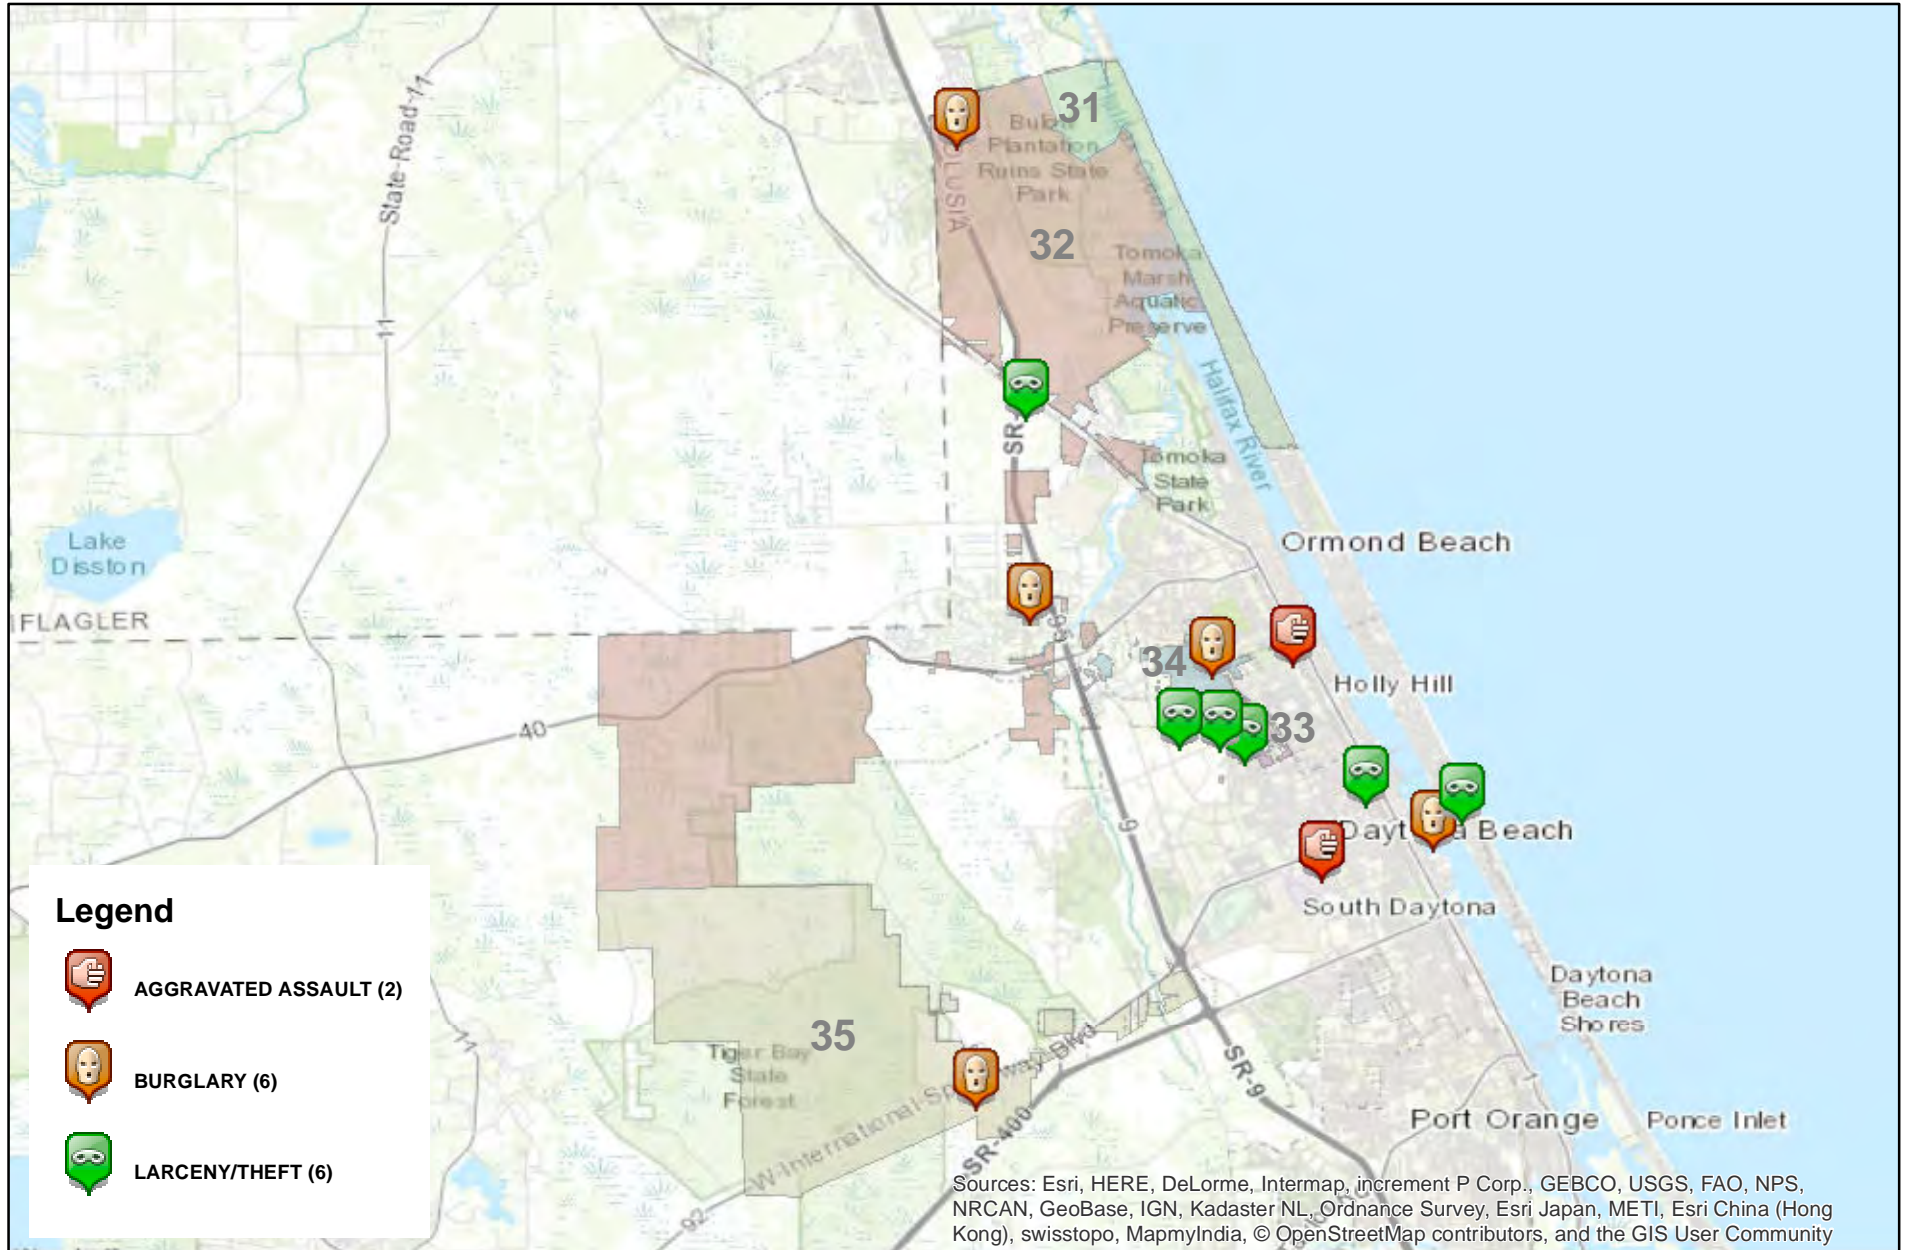 31
Bulow
Plantation
Ruins State
Park
VOLUSIA
32
Tomoka
Marsh
Aquatic
Preserve
State-Road-11
11
Halifax River
SR-
Tomoka
State
Park
Ormond Beach
Lake
Disston
FLAGLER
34
Holly Hill
33
40
9
Daytona Beach
South Daytona
Daytona
Beach
Shores
35
Tiger Bay
State
Forest
W-International-Speedway-Blvd
SR-9
SR-400
11
1
92
Port Orange
Ponce Inlet
Legend
AGGRAVATED ASSAULT (2)
BURGLARY (6)
LARCENY/THEFT (6)
Sources: Esri, HERE, DeLorme, Intermap, increment P Corp., GEBCO, USGS, FAO, NPS,
NRCAN, GeoBase, IGN, Kadaster NL, Ordnance Survey, Esri Japan, METI, Esri China (Hong
Kong), swisstopo, MapmyIndia, © OpenStreetMap contributors, and the GIS User Community